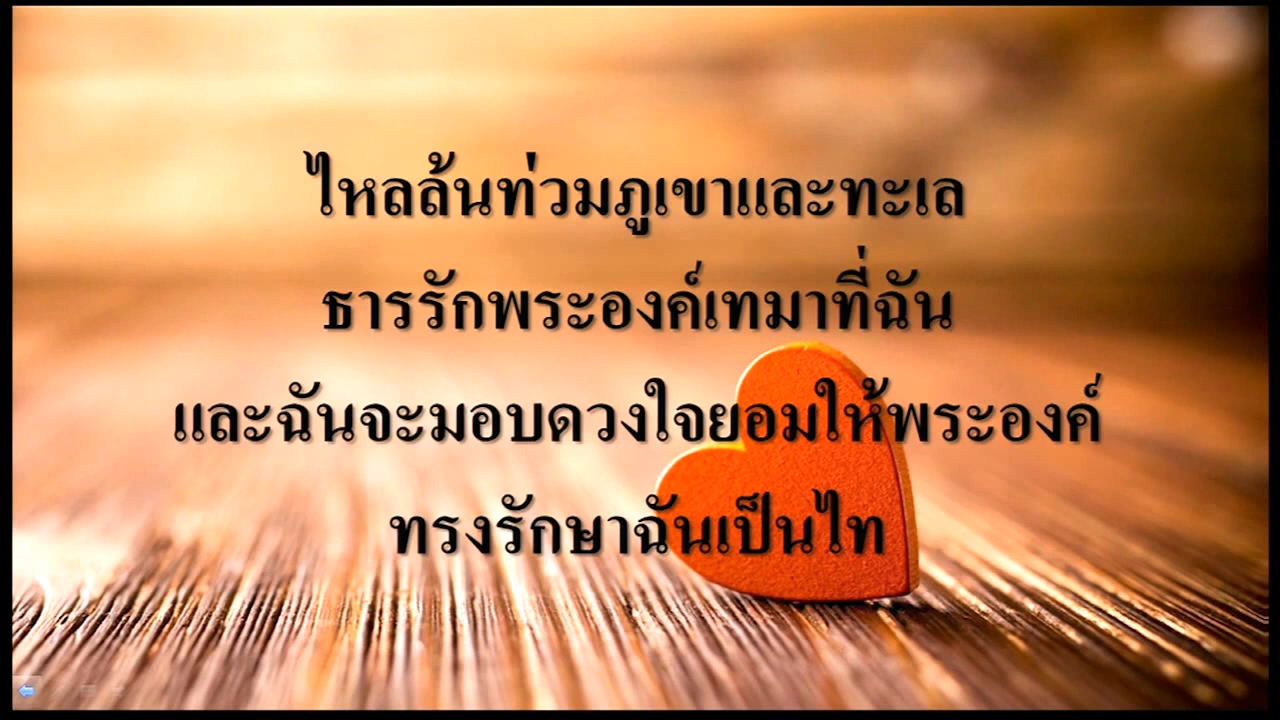 ไหลล้นท่วมภูเขาและทะเล
ธารรักพระองค์เทมาที่ฉัน
และฉันจะมอบดวงใจยอมให้พระองค์
ทรงรักษาฉันเป็นไท